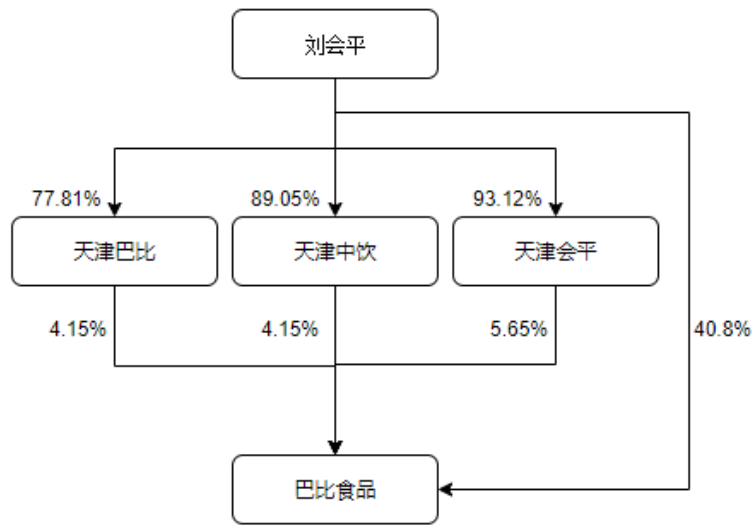 刘会平
77.81%
89.05%
93.12%
天津巴比
天津中饮
天津会平
4.15%
4.15%
5.65%
40.8%
巴比食品